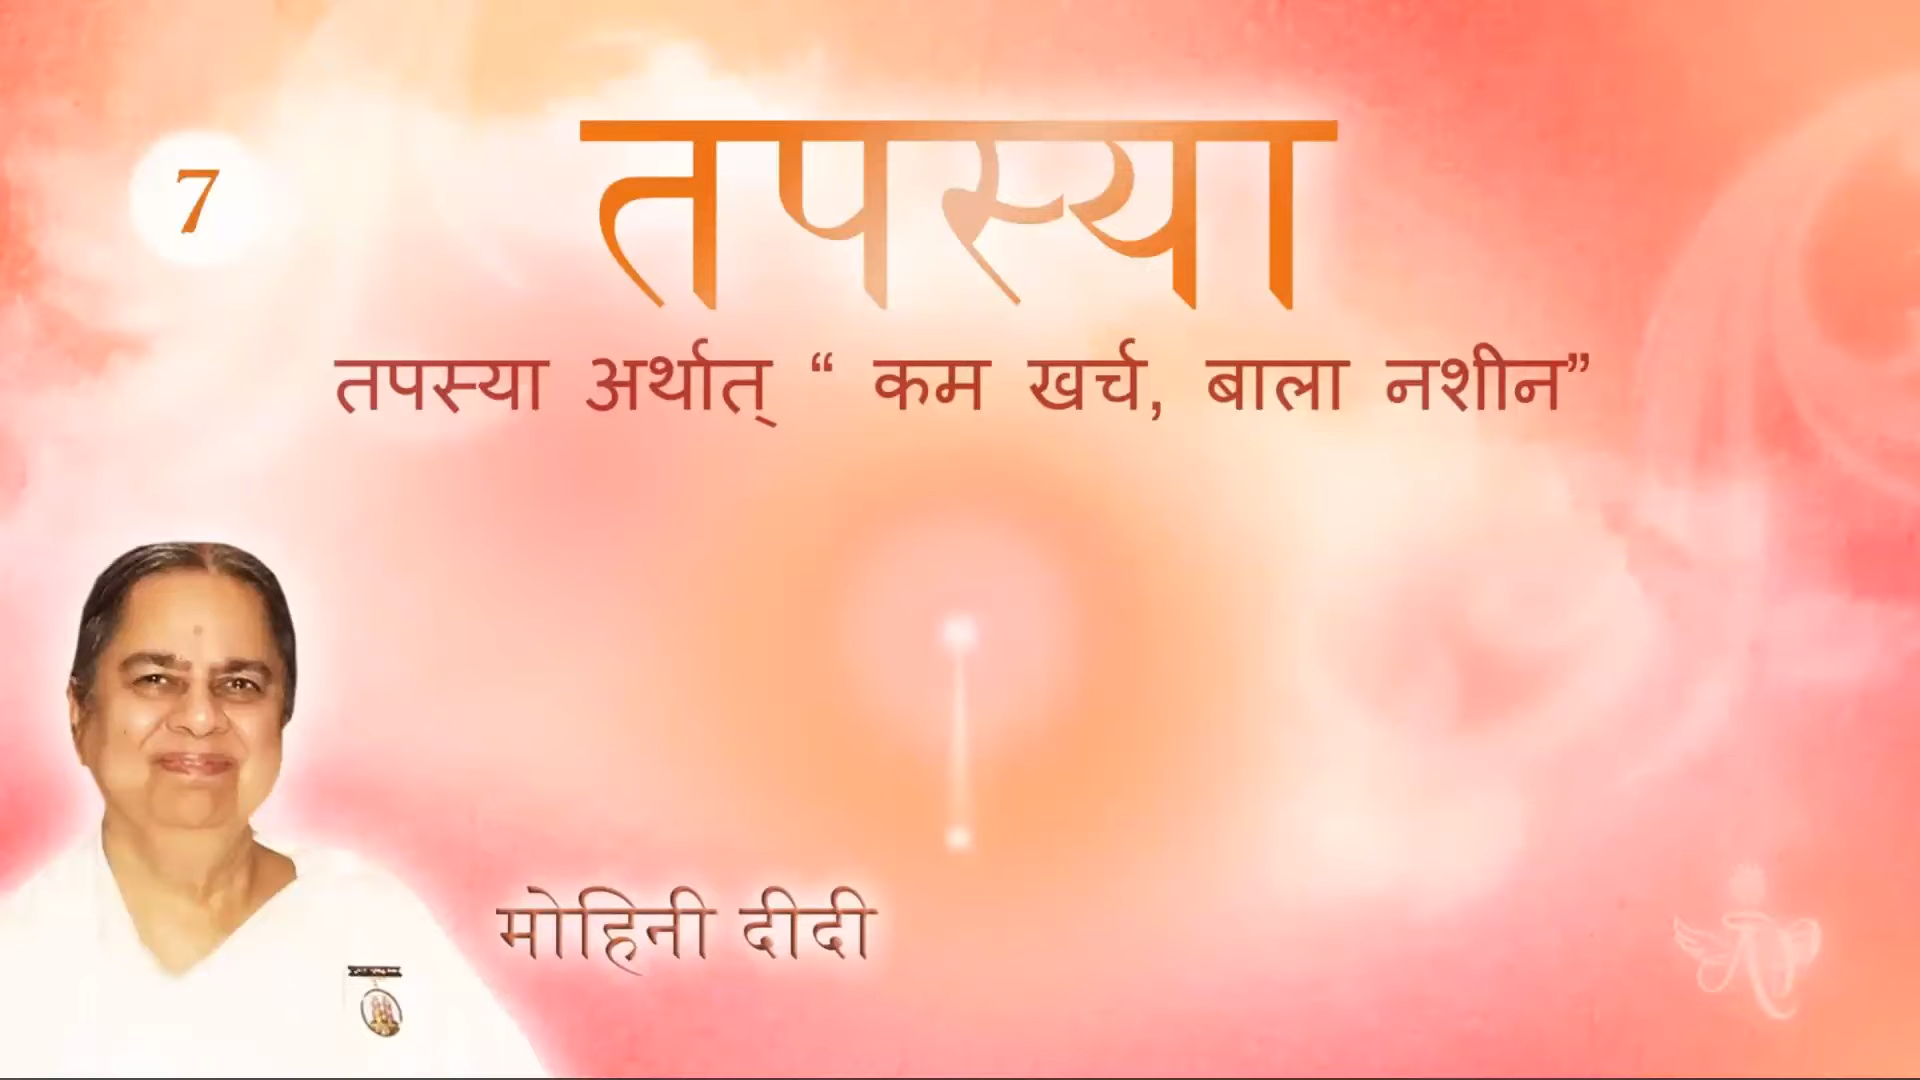 7
तपस्या
तपस्या अर्थात् “ कम खर्च, बाला नशीन”
मोहिनी दीदी